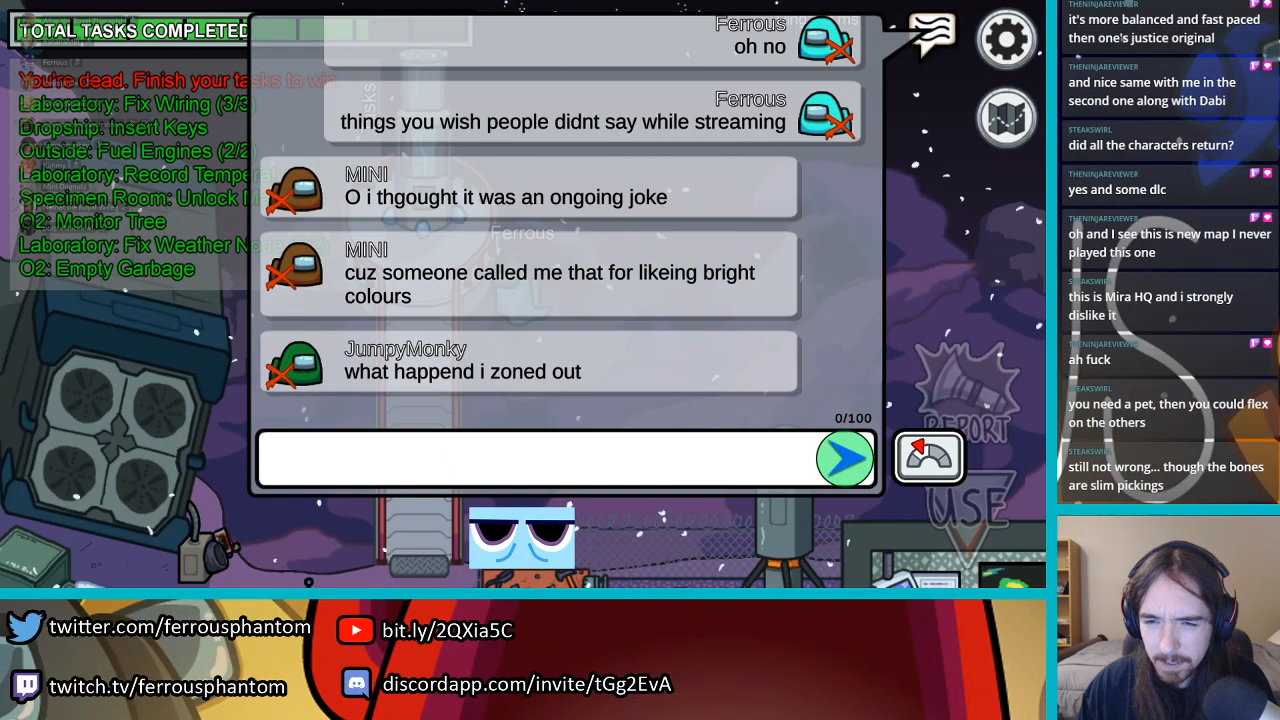 TOTAL TASKS COMPLETED
You're dead. Finish your tasks to win.
Laboratory: Fix Wiring (3/3)
Dropship: Insert Keys
Outside: Fuel Engines (2/2)
Laboratory: Record Tempera
Specimen Room: Unlock M
O2: Monitor Tree
Laboratory: Fix Weather N
O2: Empty Garbage
Ferrous
oh no
Ferrous
things you wish people didnt say while streaming
MINI
O i thgought it was an ongoing joke
Ferrous
MINI
cuz someone called me that for likeing bright
colours
JumpyMonky
what happend i zoned out
0/100
REPORT
USE
THENINJAREVIEWER
it's more balanced and fast paced
then one's justice original
THENINJAREVIEWER
and nice same with me in the
second one along with Dabi
STEAKSWIRL
did all the characters return?
THENINJAREVIEWER
yes and some dlc
THENINJAREVIEWER
oh and I see this is new map I never
played this one
STEAKSWIRL
this is Mira HQ and i strongly
dislike it
THENINJAREVIEWER
ah fuck
STEAKSWIRL
you need a pet, then you could flex
on the others
STEAKSWIRL
still not wrong... though the bones
are slim pickings
twitter.com/ferrousphantom
bit.ly/2QXia5C
twitch.tv/ferrousphantom
discordapp.com/invite/tGg2EvA